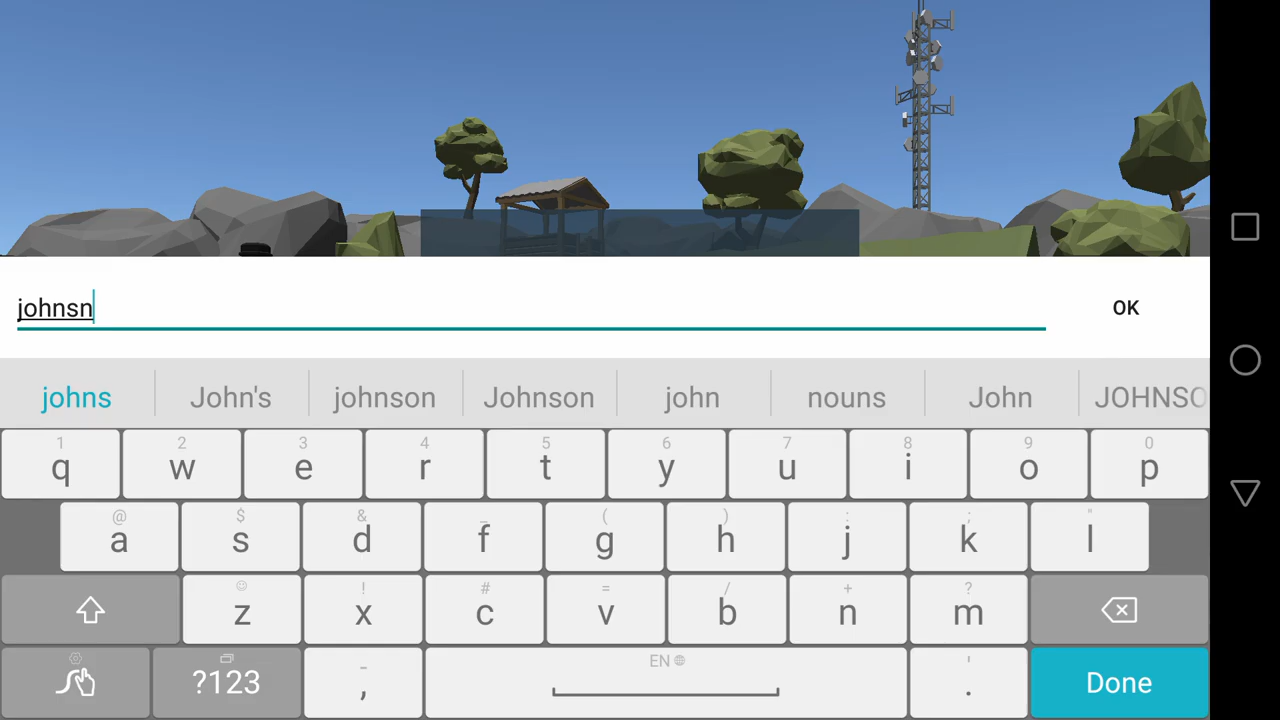 johnsn
OK
johns John's johnson Johnson john nouns John JOHNSO
1 2 3 4 5 6 7 8 9 0
q w e r t y u i o p
@ $ & _ ( ) : ; "
a s d f g h j k l
! # = / + ?
z x c v b n m
EN
?123 - , ' . Done